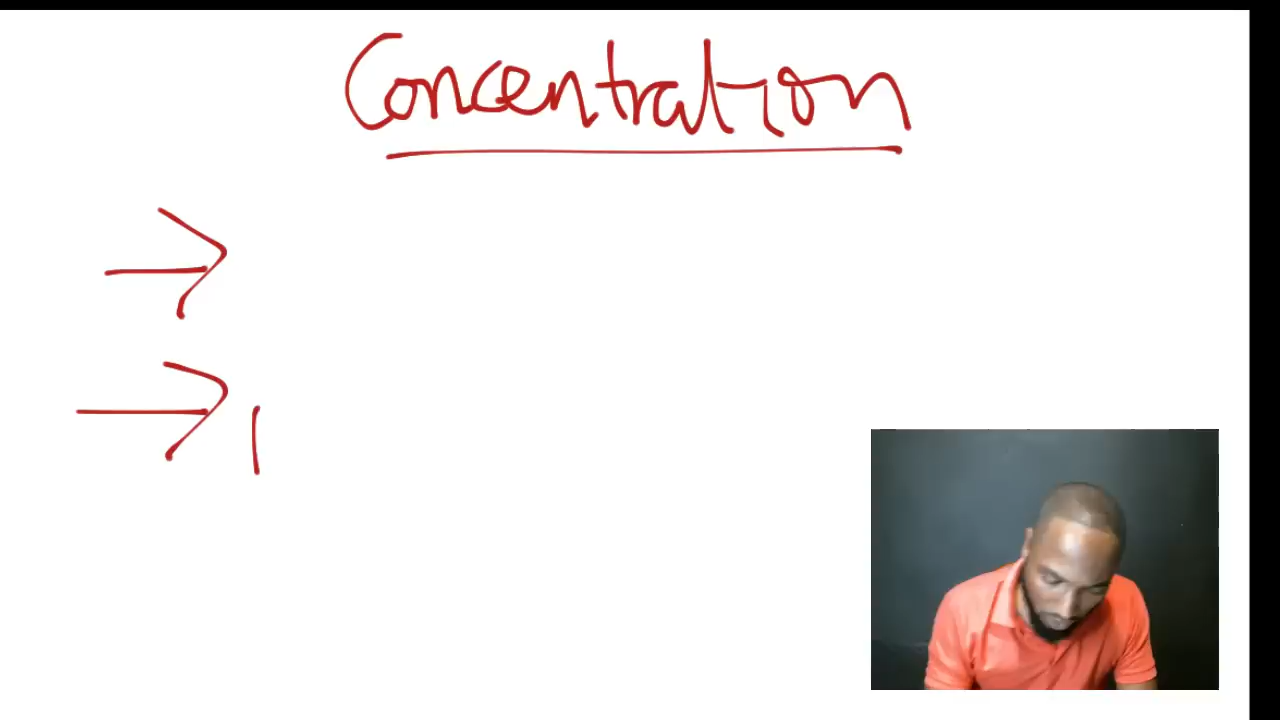 Concentration
→
→ I